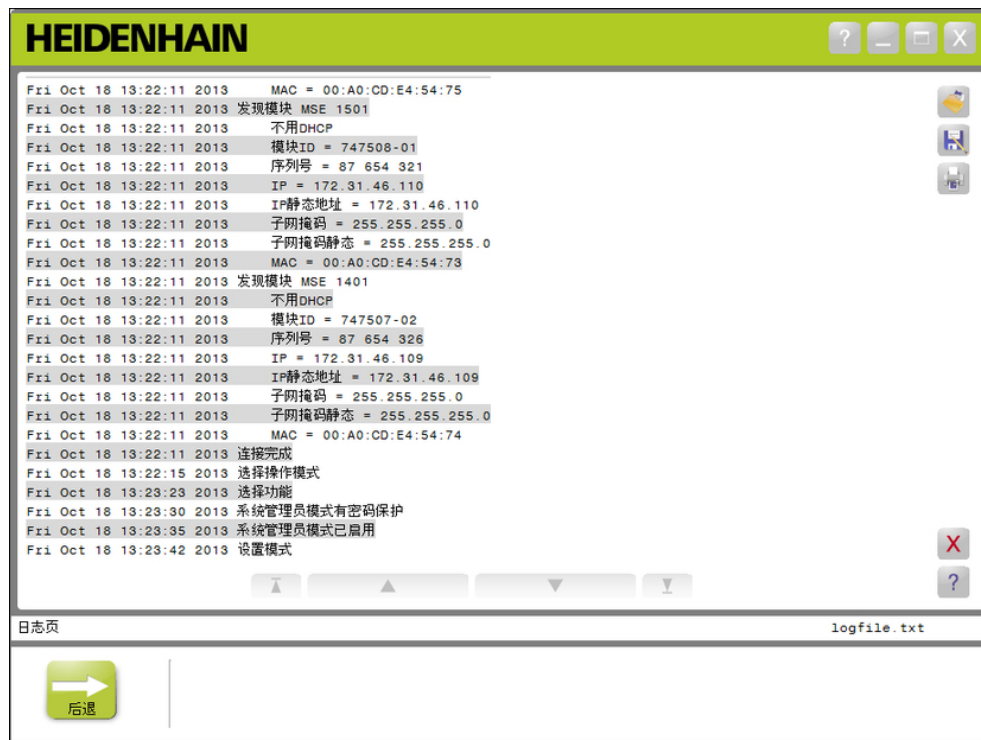 HEIDENHAIN
Fri Oct 18 13:22:11 2013 MAC = 00:A0:CD:E4:54:75
Fri Oct 18 13:22:11 2013 发现模块 MSE 1501
Fri Oct 18 13:22:11 2013 不用DHCP
Fri Oct 18 13:22:11 2013 模块ID = 747508-01
Fri Oct 18 13:22:11 2013 序列号 = 87 654 321
Fri Oct 18 13:22:11 2013 IP = 172.31.46.110
Fri Oct 18 13:22:11 2013 IP静态地址 = 172.31.46.110
Fri Oct 18 13:22:11 2013 子网掩码 = 255.255.255.0
Fri Oct 18 13:22:11 2013 子网掩码静态 = 255.255.255.0
Fri Oct 18 13:22:11 2013 MAC = 00:A0:CD:E4:54:73
Fri Oct 18 13:22:11 2013 发现模块 MSE 1401
Fri Oct 18 13:22:11 2013 不用DHCP
Fri Oct 18 13:22:11 2013 模块ID = 747507-02
Fri Oct 18 13:22:11 2013 序列号 = 87 654 326
Fri Oct 18 13:22:11 2013 IP = 172.31.46.109
Fri Oct 18 13:22:11 2013 IP静态地址 = 172.31.46.109
Fri Oct 18 13:22:11 2013 子网掩码 = 255.255.255.0
Fri Oct 18 13:22:11 2013 子网掩码静态 = 255.255.255.0
Fri Oct 18 13:22:11 2013 MAC = 00:A0:CD:E4:54:74
Fri Oct 18 13:22:11 2013 连接完成
Fri Oct 18 13:22:15 2013 选择操作模式
Fri Oct 18 13:23:23 2013 选择功能
Fri Oct 18 13:23:30 2013 系统管理员模式有密码保护
Fri Oct 18 13:23:35 2013 系统管理员模式已启用
Fri Oct 18 13:23:42 2013 设置模式
日志页 logfile.txt
后退